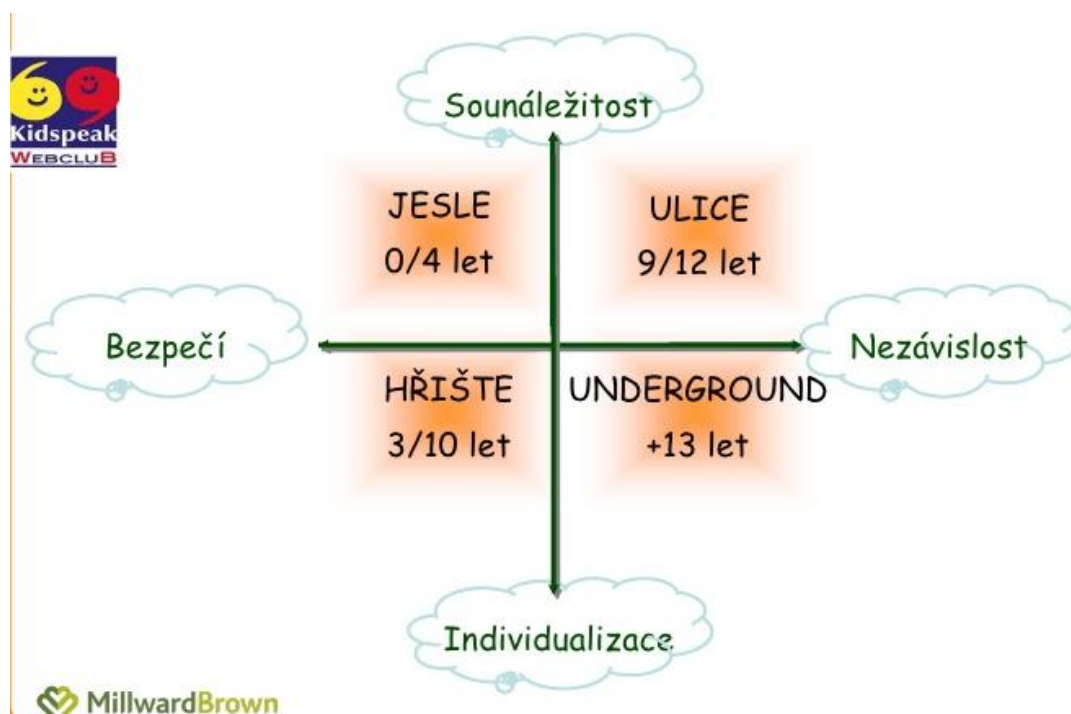 Kidspeak
WEBCLUB
Sounáležitost
JESLE
0/4 let
ULICE
9/12 let
Bezpečí
Nezávislost
HŘIŠTE
3/10 let
UNDERGROUND
+13 let
Individualizace
MillwardBrown